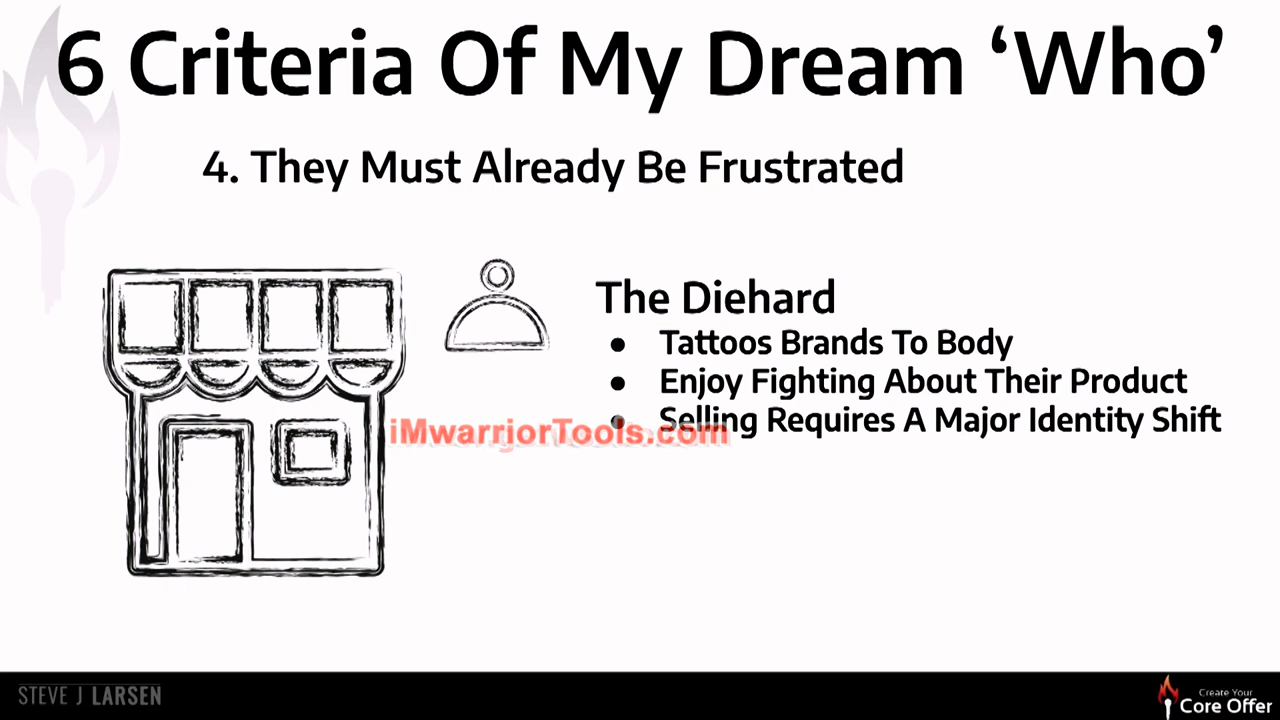 6 Criteria Of My Dream ‘Who’
4. They Must Already Be Frustrated
The Diehard
● Tattoos Brands To Body
● Enjoy Fighting About Their Product
● Selling Requires A Major Identity Shift
iMwarriorTools.com
STEVE J LARSEN
Create Your
Core Offer